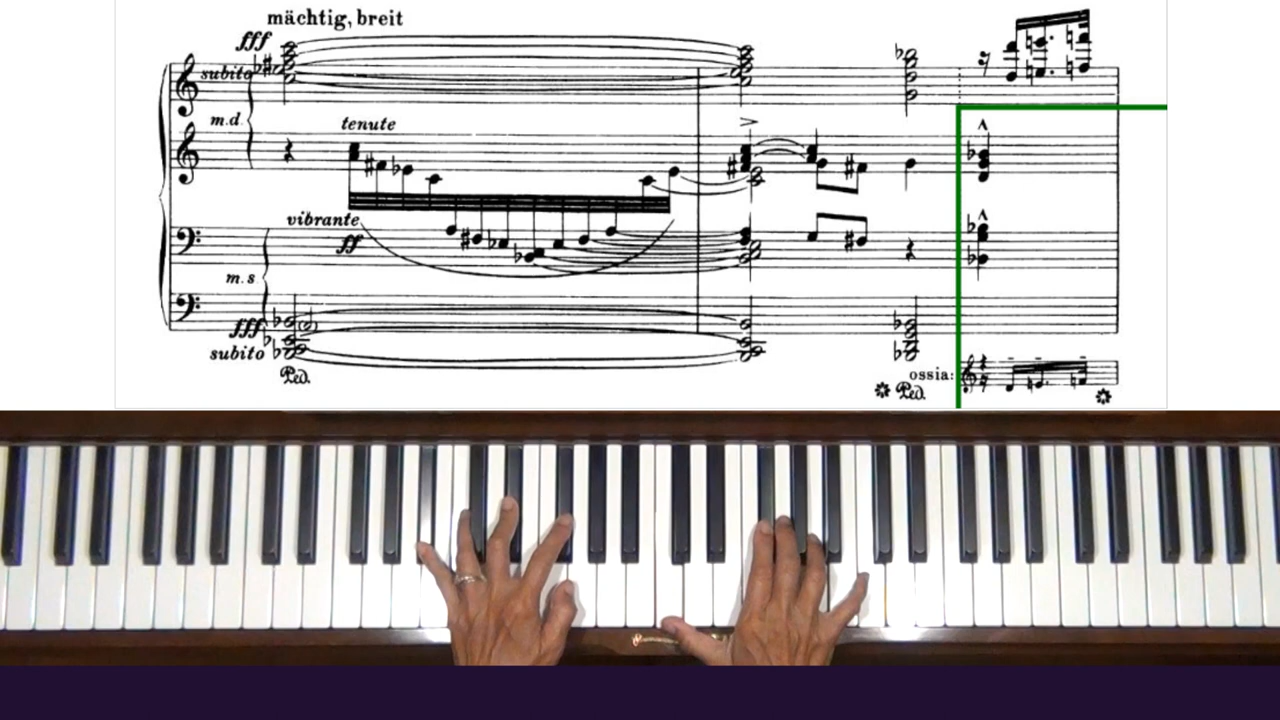 mächtig, breit
fff
subito
m.d.
tenute
vibrante
ff
m.s
fff
subito
Ped.
ossia:
Ped.